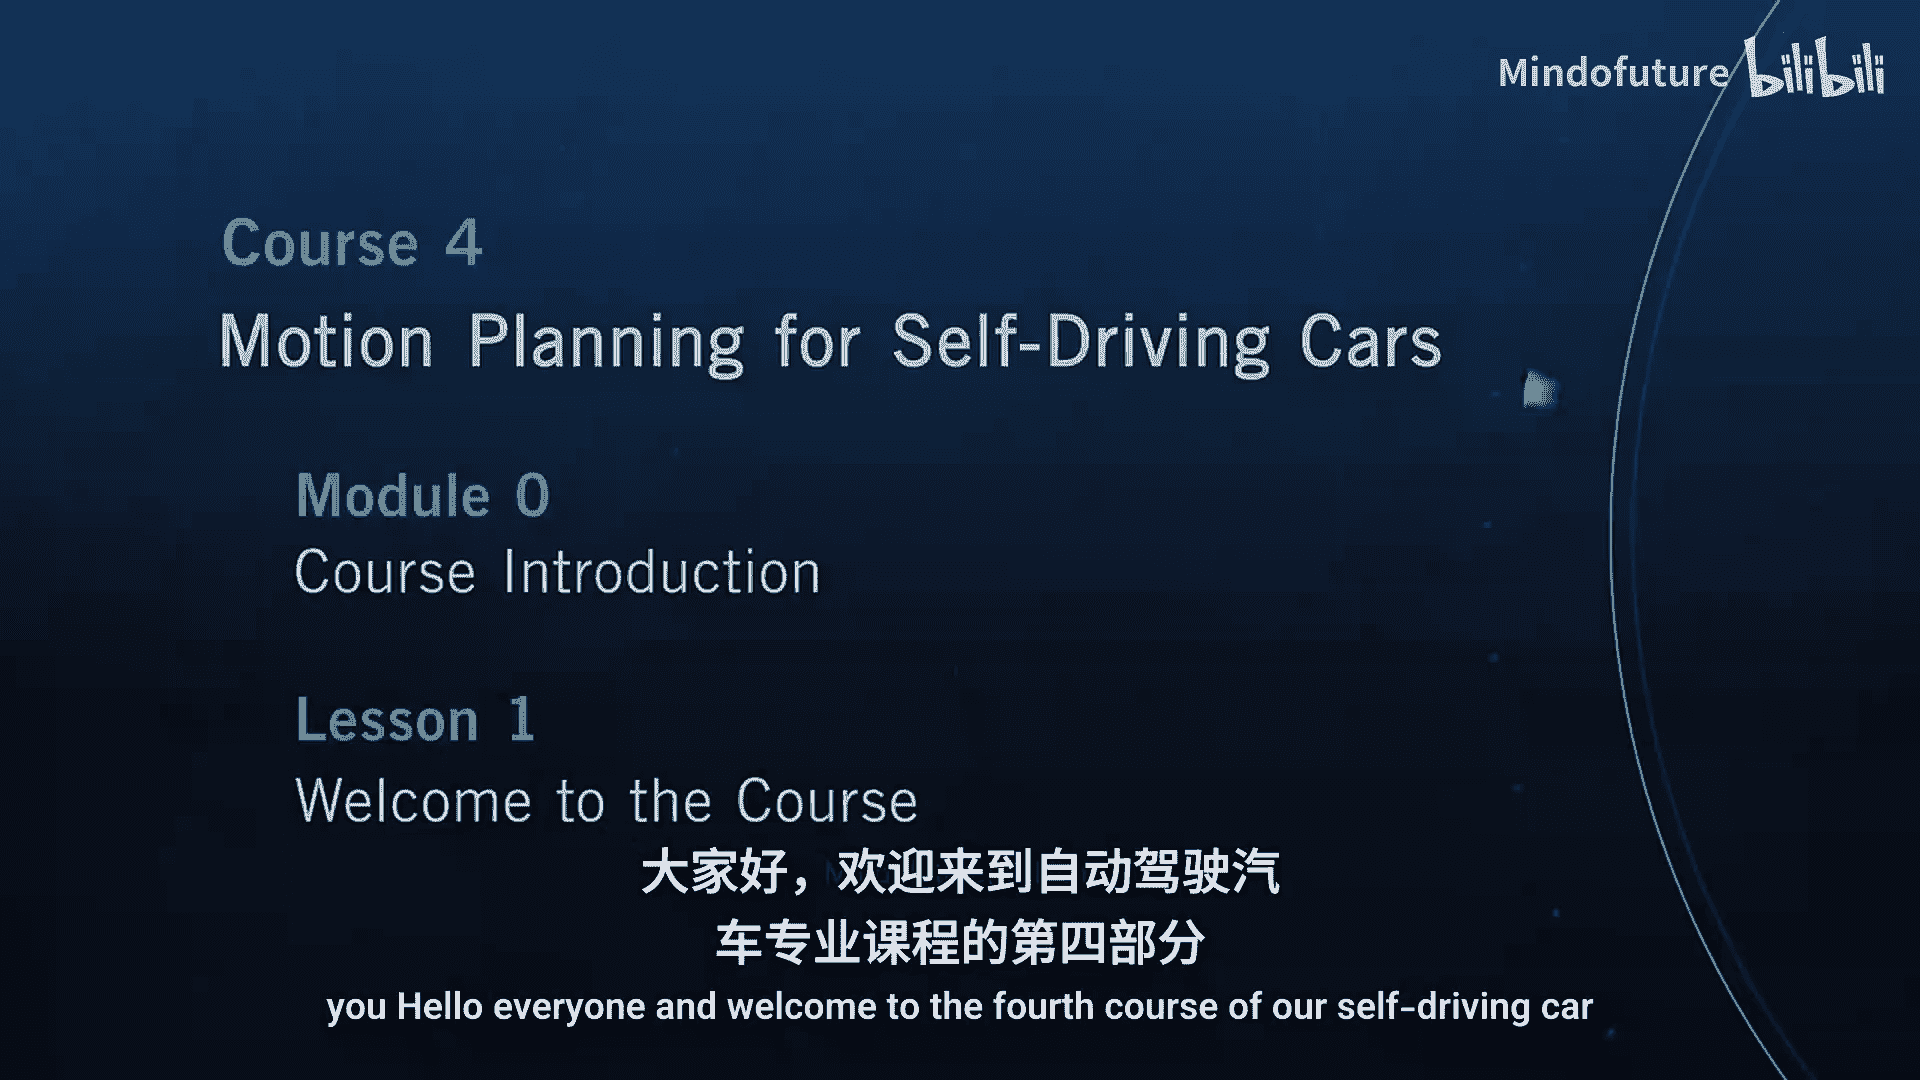 Mindofuture bilibili
Course 4
Motion Planning for Self-Driving Cars
Module 0
Course Introduction
Lesson 1
Welcome to the Course
大家好，欢迎来到自动驾驶汽
车专业课程的第四部分
you Hello everyone and welcome to the fourth course of our self-driving car